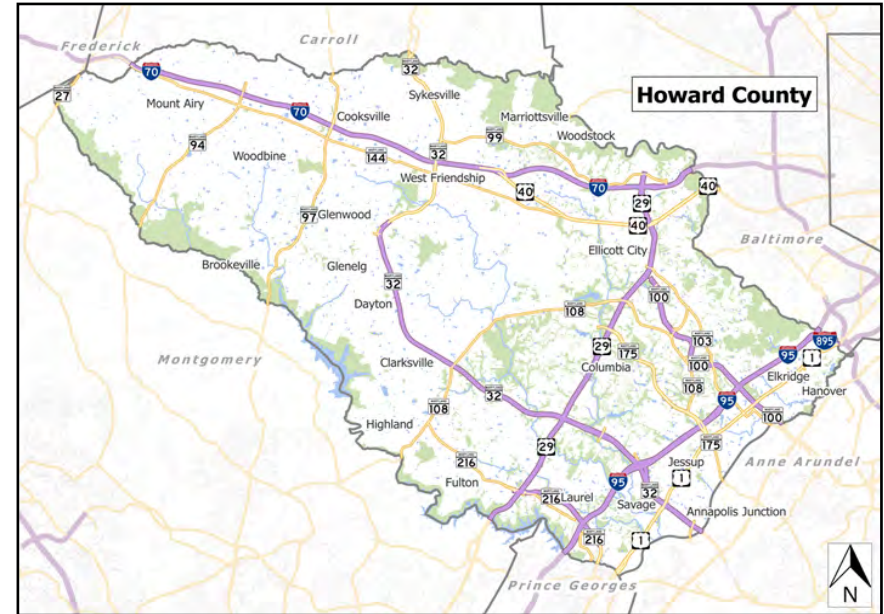 Frederick
Carroll
70
32
27
Mount Airy
70
Sykesville
Howard County
Cooksville
Marriottsville
94
MARYLAND
99
Woodstock
Woodbine
144
32
West Friendship
40
70
40
29
97
Glenwood
40
Ellicott City
Baltimore
Brookeville
Glenelg
32
100
Dayton
108
103
895
29
175
95
1
Montgomery
Clarksville
Columbia
100
Elkridge
32
108
Hanover
108
95
100
Highland
29
175
216
Jessup
Anne Arundel
Fulton
95
1
216
Laurel
32
Savage
Annapolis Junction
216
1
Prince Georges
N